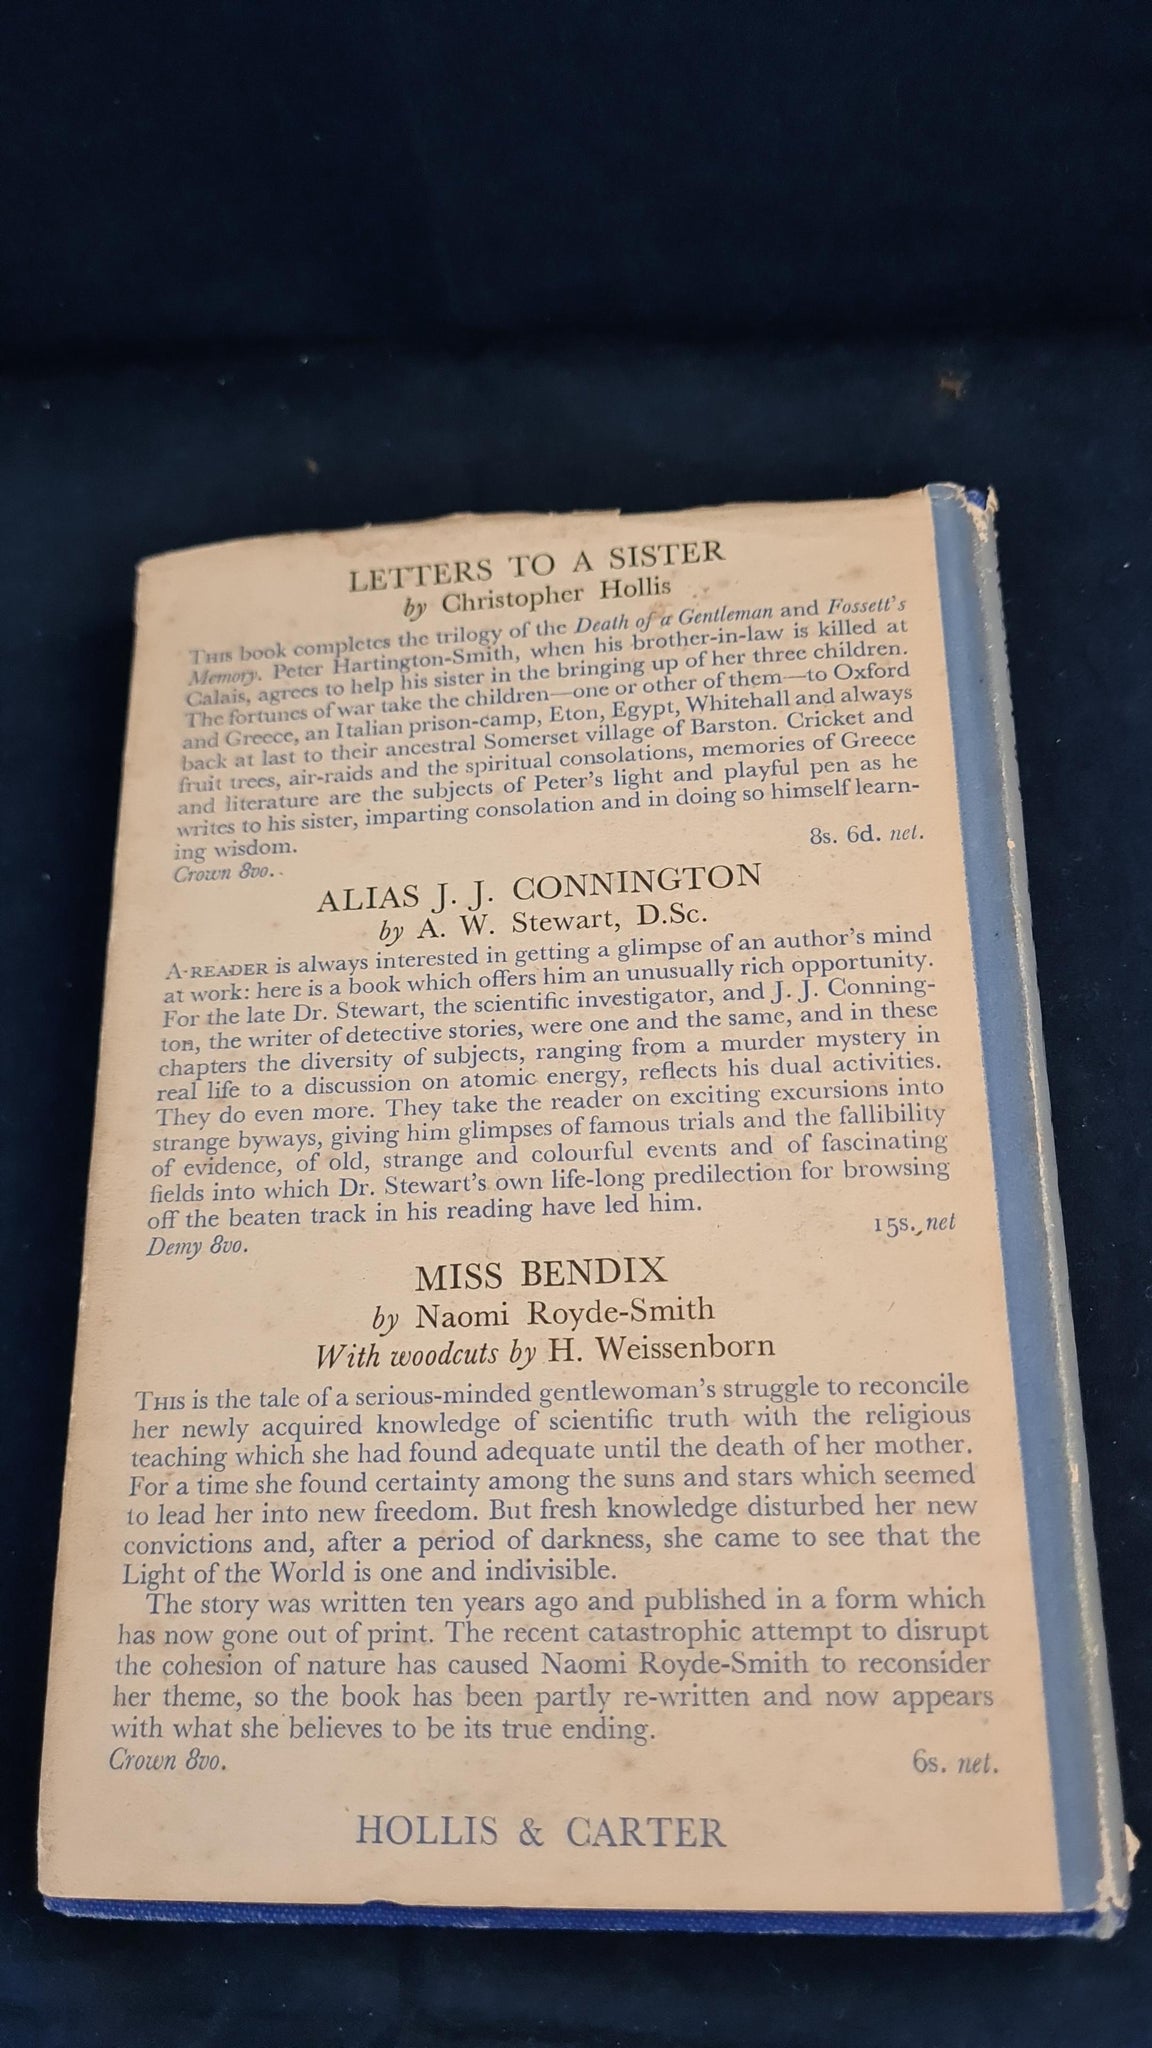 LETTERS TO A SISTER
by Christopher Hollis
THIS book completes the trilogy of the Death of a Gentleman and Fossett's
Memory. Peter Hartington-Smith, when his brother-in-law is killed at
Calais, agrees to help his sister in the bringing up of her three children.
The fortunes of war take the children—one or other of them—to Oxford
and Greece, an Italian prison-camp, Eton, Egypt, Whitehall and always
back at last to their ancestral Somerset village of Barston. Cricket and
fruit trees, air-raids and the spiritual consolations, memories of Greece
and literature are the subjects of Peter's light and playful pen as he
writes to his sister, imparting consolation and in doing so himself learn-
ing wisdom.
Crown 8vo. 8s. 6d. net.
ALIAS J. J. CONNINGTON
by A. W. Stewart, D.Sc.
A READER is always interested in getting a glimpse of an author's mind
at work: here is a book which offers him an unusually rich opportunity.
For the late Dr. Stewart, the scientific investigator, and J. J. Conning-
ton, the writer of detective stories, were one and the same, and in these
chapters the diversity of subjects, ranging from a murder mystery in
real life to a discussion on atomic energy, reflects his dual activities.
They do even more. They take the reader on exciting excursions into
strange byways, giving him glimpses of famous trials and the fallibility
of evidence, of old, strange and colourful events and of fascinating
fields into which Dr. Stewart's own life-long predilection for browsing
off the beaten track in his reading have led him.
Demy 8vo. 15s. net
MISS BENDIX
by Naomi Royde-Smith
With woodcuts by H. Weissenborn
THIS is the tale of a serious-minded gentlewoman's struggle to reconcile
her newly acquired knowledge of scientific truth with the religious
teaching which she had found adequate until the death of her mother.
For a time she found certainty among the suns and stars which seemed
to lead her into new freedom. But fresh knowledge disturbed her new
convictions and, after a period of darkness, she came to see that the
Light of the World is one and indivisible.
The story was written ten years ago and published in a form which
has now gone out of print. The recent catastrophic attempt to disrupt
the cohesion of nature has caused Naomi Royde-Smith to reconsider
her theme, so the book has been partly re-written and now appears
with what she believes to be its true ending.
Crown 8vo. 6s. net.
HOLLIS & CARTER